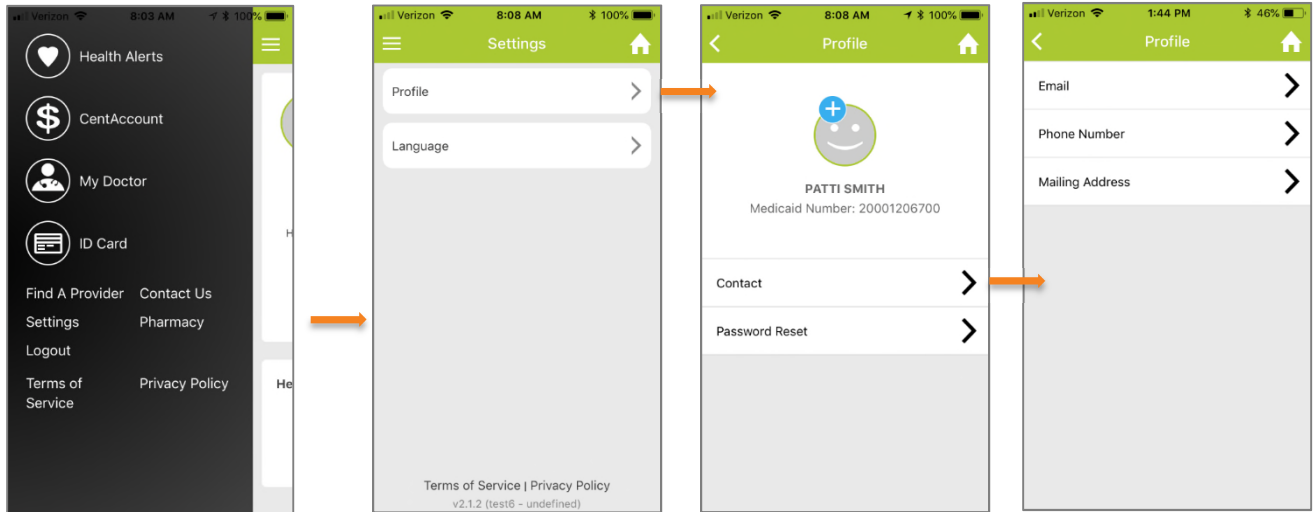 Verizon 8:03 AM 100%
Health Alerts
CentAccount
My Doctor
ID Card
H
Find A Provider Contact Us
Settings Pharmacy
Logout
Terms of Service Privacy Policy
He
Verizon 8:08 AM 100%
Settings
Profile
Language
Terms of Service | Privacy Policy
v2.1.2 (test6 - undefined)
Verizon 8:08 AM 100%
Profile
PATTI SMITH
Medicaid Number: 20001206700
Contact
Password Reset
Verizon 1:44 PM 46%
Profile
Email
Phone Number
Mailing Address